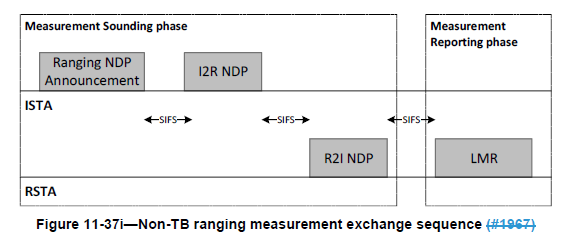 Measurement Sounding phase
Measurement
Reporting phase
Ranging NDP
Announcement
I2R NDP
ISTA
SIFS
SIFS
SIFS
R2I NDP
LMR
RSTA
Figure 11-37i—Non-TB ranging measurement exchange sequence (#1967)